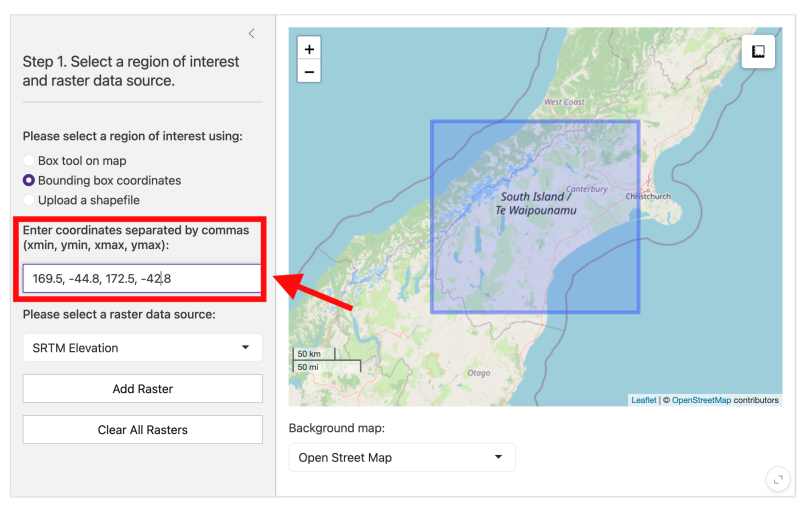 Step 1. Select a region of interest
and raster data source.
Please select a region of interest using:
Box tool on map
Bounding box coordinates
Upload a shapefile
Enter coordinates separated by commas
(xmin, ymin, xmax, ymax):
169.5, -44.8, 172.5, -42.8
Please select a raster data source:
SRTM Elevation
Add Raster
Clear All Rasters
+
−
West Coast
South Island /
Te Waipounamu
Canterbury
Christchurch
Otago
50 km
50 mi
Leaflet | © OpenStreetMap contributors
Background map:
Open Street Map